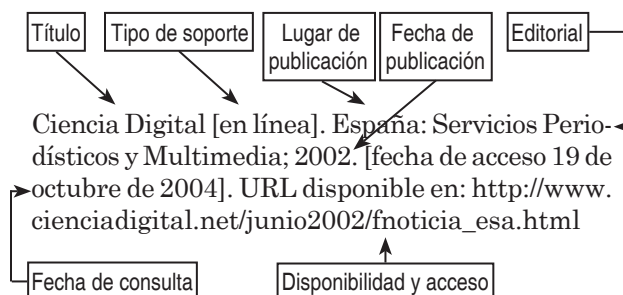 Título Tipo de soporte Lugar de Fecha de Editorial
publicación publicación
Ciencia Digital [en línea]. España: Servicios Perio-
dísticos y Multimedia; 2002. [fecha de acceso 19 de
octubre de 2004]. URL disponible en: http://www.
cienciadigital.net/junio2002/fnoticia_esa.html
Fecha de consulta Disponibilidad y acceso